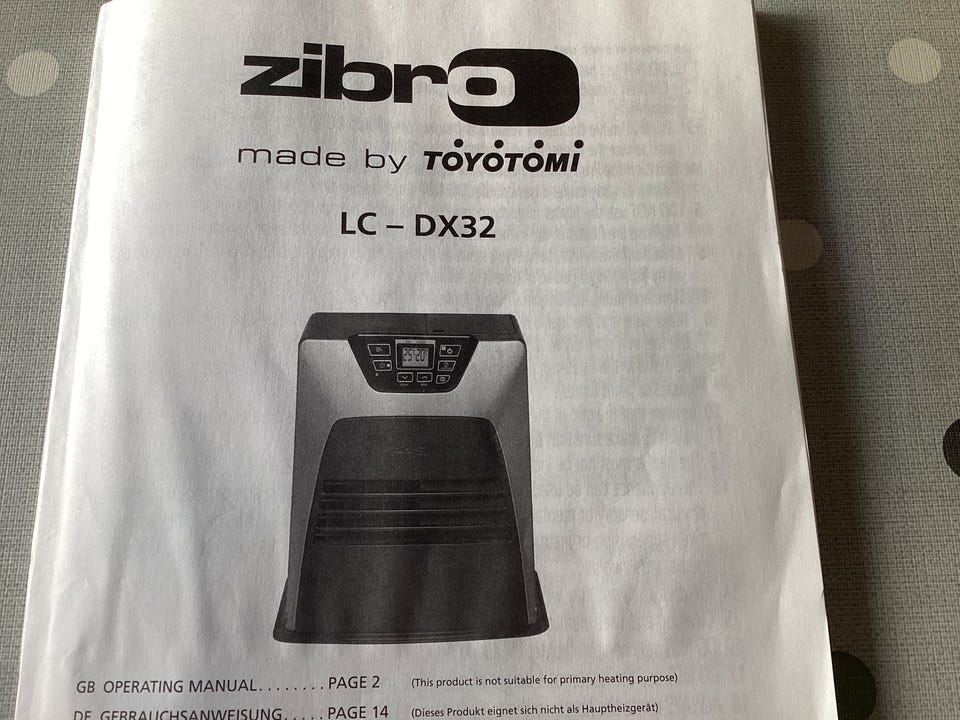 zibro
made by TOYOTOMI
LC – DX32
GB OPERATING MANUAL........PAGE 2 (This product is not suitable for primary heating purpose)
DE GEBRAUCHSANWEISUNG.....PAGE 14 (Dieses Produkt eignet sich nicht als Hauptheizgerät)